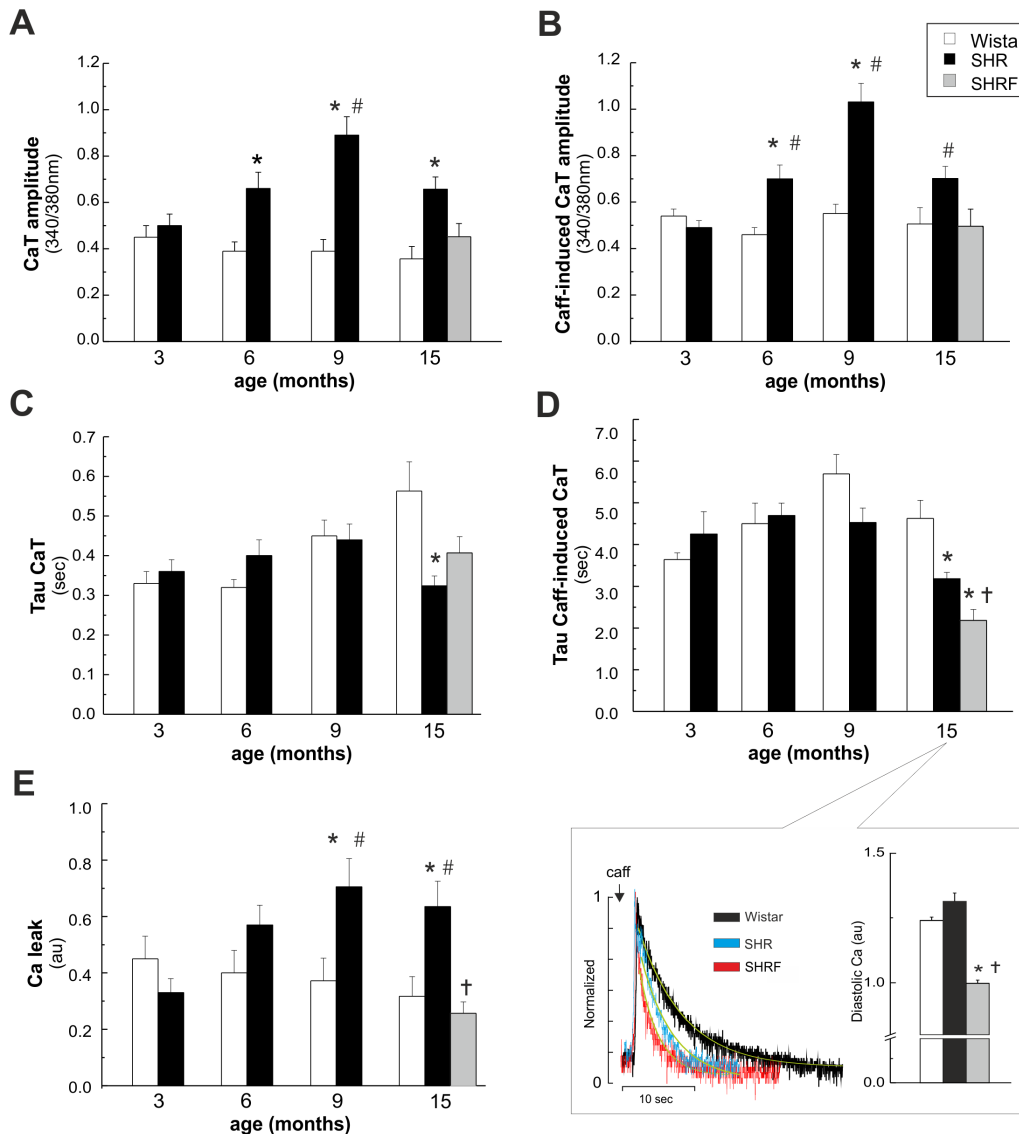 A
1.2
1.0
0.8
0.6
0.4
0.2
0.0
CaT amplitude
(340/380nm)
*
* #
*
3 6 9 15
age (months)
B
Wista
SHR
SHRF
1.2
1.0
0.8
0.6
0.4
0.2
0.0
Caff-induced CaT amplitude
(340/380nm)
* #
* #
#
3 6 9 15
age (months)
C
0.7
0.6
0.5
0.4
0.3
0.2
0.1
0.0
Tau CaT
(sec)
*
3 6 9 15
age (months)
D
7.0
6.0
5.0
4.0
3.0
2.0
1.0
0.0
Tau Caff-induced CaT
(sec)
*
* †
3 6 9 15
age (months)
E
1.0
0.8
0.6
0.4
0.2
0.0
Ca leak
(au)
* #
* #
†
3 6 9 15
age (months)
caff
1
0
Normalized
Wistar
SHR
SHRF
10 sec
1.5
1.0
0.0
Diastolic Ca (au)
* †